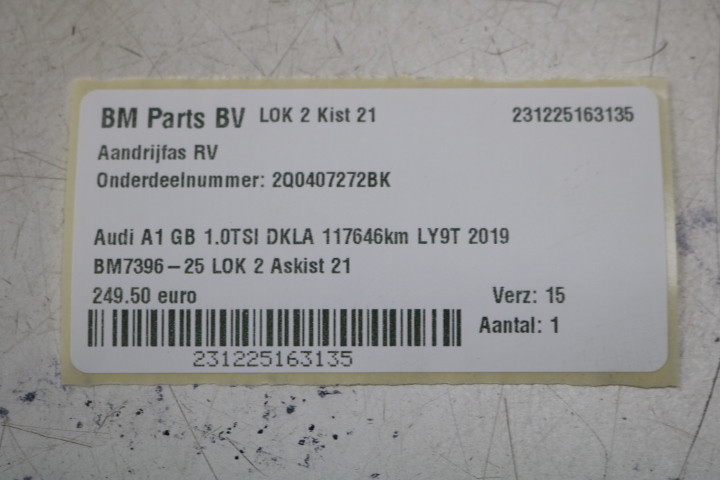 BM Parts BV LOK 2 Kist 21 231225163135
Aandrijfas RV
Onderdeelnummer: 2Q0407272BK
Audi A1 GB 1.0TSI DKLA 117646km LY9T 2019
BM7396-25 LOK 2 Askist 21
249.50 euro Verz: 15
Aantal: 1
231225163135